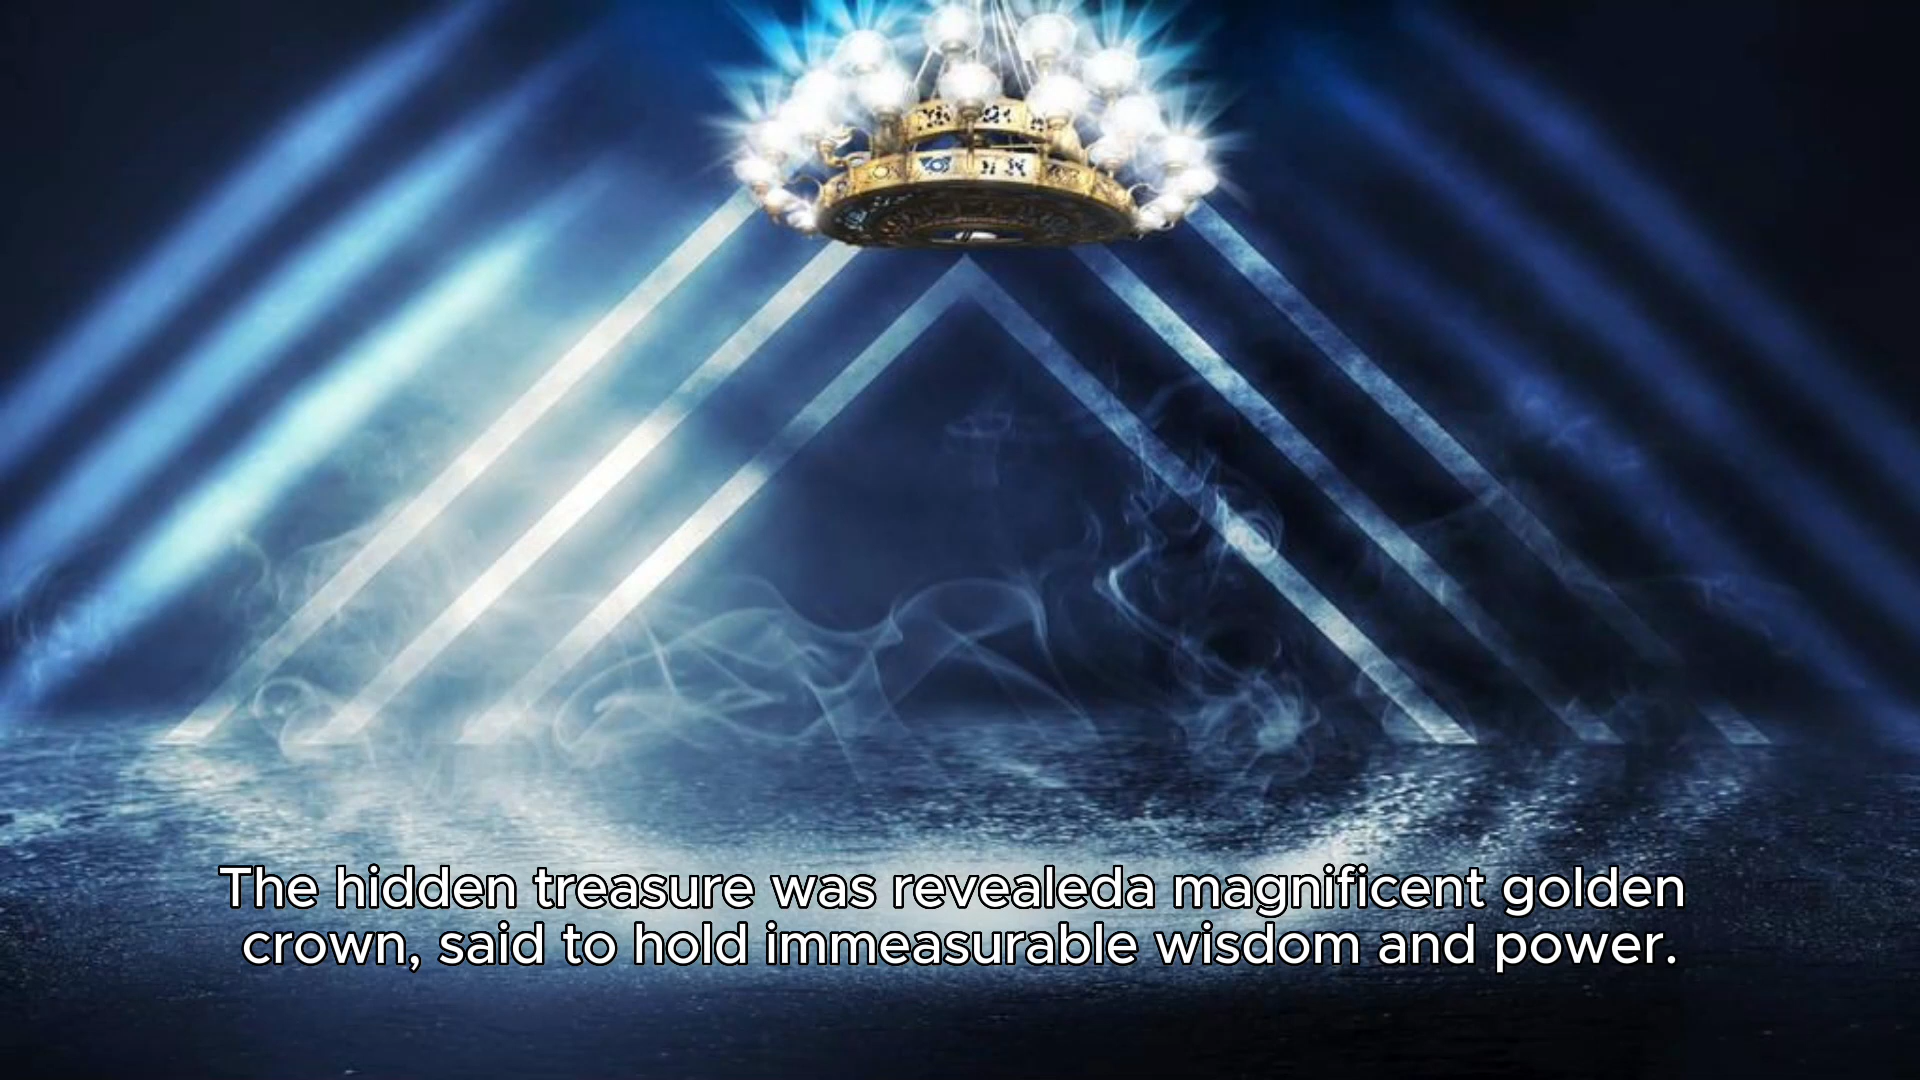 The hidden treasure was revealeda magnificent golden
crown, said to hold immeasurable wisdom and power.